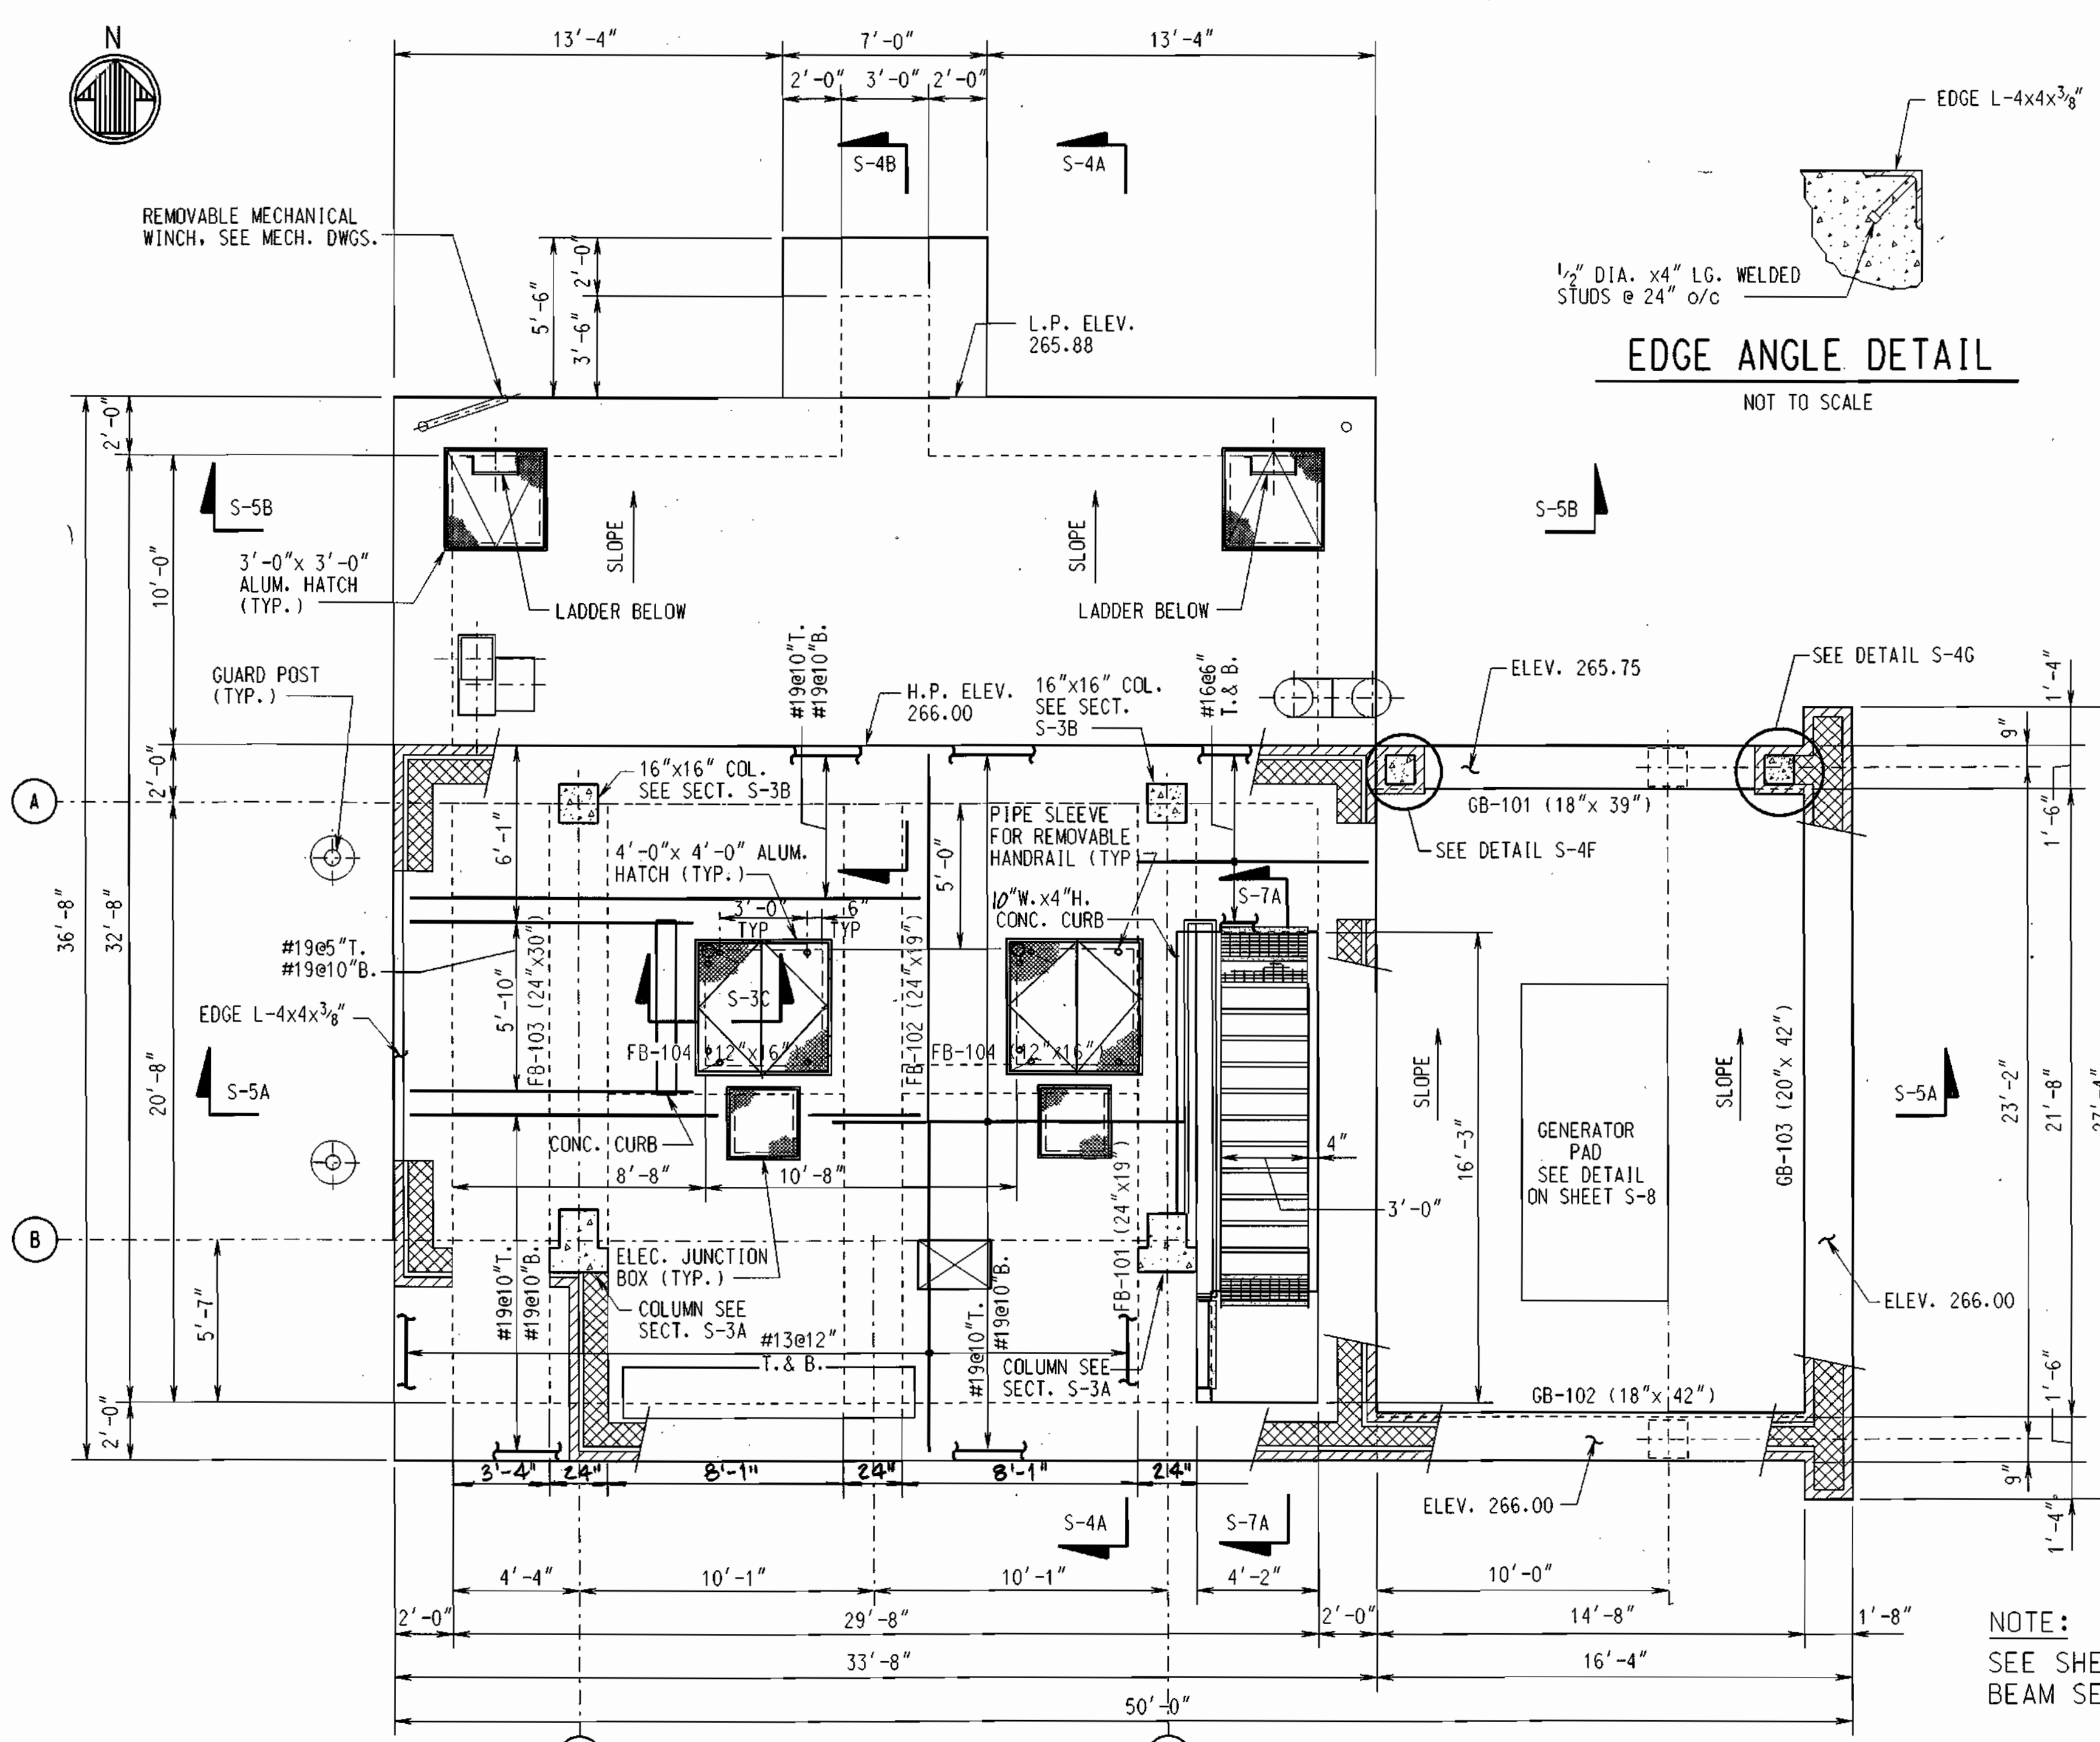 N
13'-4"
7'-0"
13'-4"
2'-0"
3'-0"
2'-0"
S-4B
S-4A
EDGE L-4x4x3/8"
REMOVABLE MECHANICAL
WINCH, SEE MECH. DWGS.
1/2" DIA. x4" LG. WELDED
STUDS @ 24" o/c
EDGE ANGLE DETAIL
NOT TO SCALE
5'-6"
2'-0"
3'-6"
L.P. ELEV.
265.88
2'-0"
S-5B
SLOPE
SLOPE
S-5B
3'-0"x 3'-0"
ALUM. HATCH
(TYP.)
10'-0"
LADDER BELOW
LADDER BELOW
GUARD POST
(TYP.)
#19@10"T.
#19@10"B.
H.P. ELEV.
266.00
16"x16" COL.
SEE SECT.
S-3B
#16@6"
T.& B.
ELEV. 265.75
SEE DETAIL S-4G
1'-4"
9"
2'-0"
A
16"x16" COL.
SEE SECT. S-3B
6'-1"
4'-0"x 4'-0" ALUM.
HATCH (TYP.)
5'-0"
PIPE SLEEVE
FOR REMOVABLE
HANDRAIL (TYP
GB-101 (18"x 39")
SEE DETAIL S-4F
1'-6"
S-7A
10"W.x4"H.
CONC. CURB
3'-0"
TYP
6"
TYP
36'-8"
32'-8"
#19@5"T.
#19@10"B.
5'-10"
FB-103 (24"x30")
FB-102 (24"x19")
S-3C
EDGE L-4x4x3/8"
FB-104 (12"x16")
FB-104 (12"x16")
S-5A
20'-8"
CONC. CURB
8'-8"
10'-8"
FB-101 (24"x19")
4"
3'-0"
16'-3"
SLOPE
SLOPE
GENERATOR
PAD
SEE DETAIL
ON SHEET S-8
GB-103 (20"x 42")
S-5A
23'-2"
21'-8"
27'-4"
B
5'-7"
#19@10"T.
#19@10"B.
ELEC. JUNCTION
BOX (TYP.)
COLUMN SEE
SECT. S-3A
#13@12"
T.& B.
#19@10"T.
#19@10"B.
COLUMN SEE
SECT. S-3A
ELEV. 266.00
GB-102 (18"x 42")
1'-6"
2'-0"
3'-4"
24"
8'-1"
24"
8'-1"
24"
9"
1'-4"
ELEV. 266.00
S-4A
S-7A
4'-4"
10'-1"
10'-1"
4'-2"
10'-0"
2'-0"
29'-8"
2'-0"
14'-8"
1'-8"
33'-8"
16'-4"
50'-0"
NOTE:
SEE SHE
BEAM SE